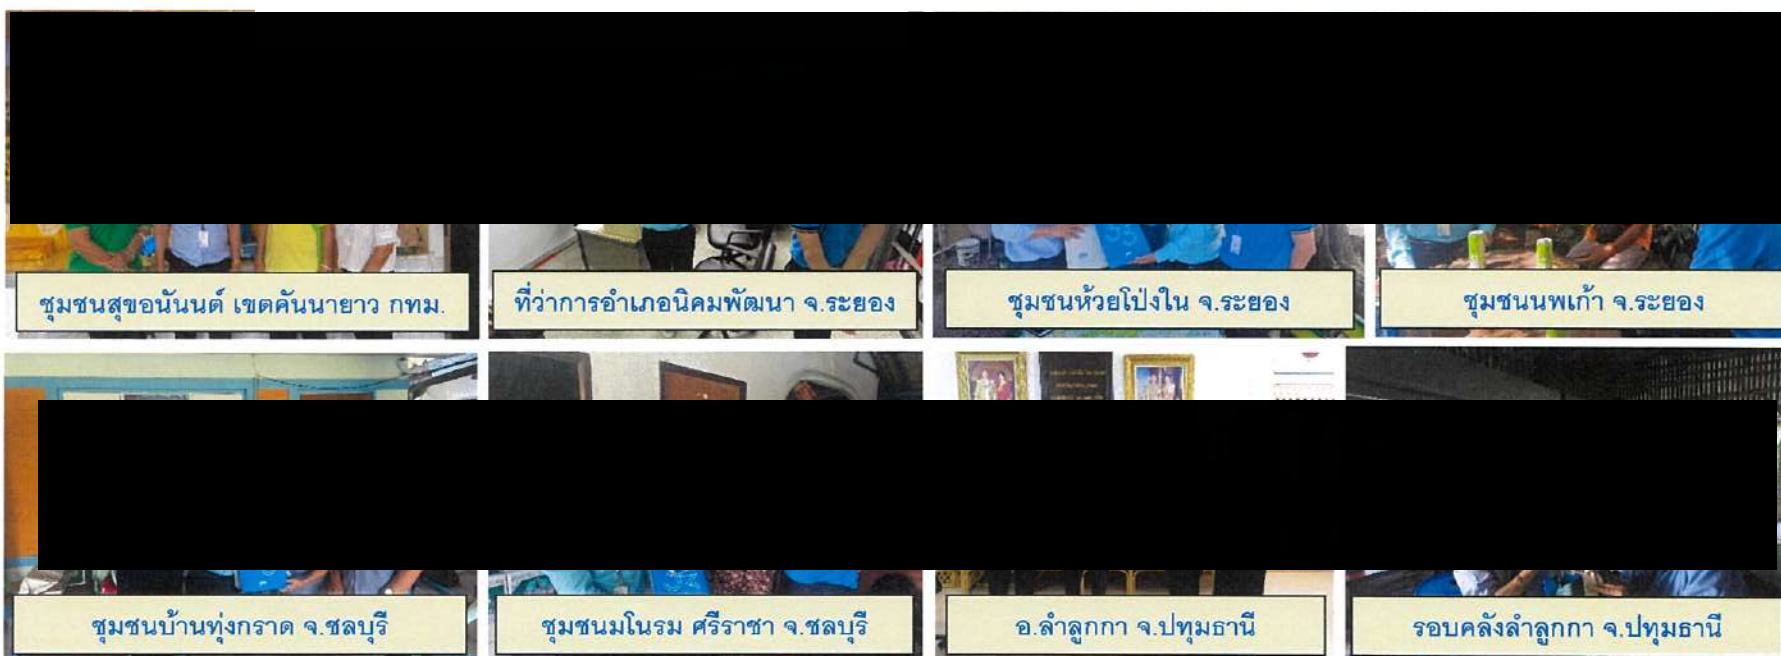 ชุมชนสุขอนันนต์ เขตคันนายาว กทม.
ที่ว่าการอำเภอนิคมพัฒนา จ.ระยอง
ชุมชนห้วยโป่งใน จ.ระยอง
ชุมชนนพเก้า จ.ระยอง
ชุมชนบ้านทุ่งกราด จ.ชลบุรี
ชุมชนมโนรม ศรีราชา จ.ชลบุรี
อ.ลำลูกกา จ.ปทุมธานี
รอบคลังลำลูกกา จ.ปทุมธานี